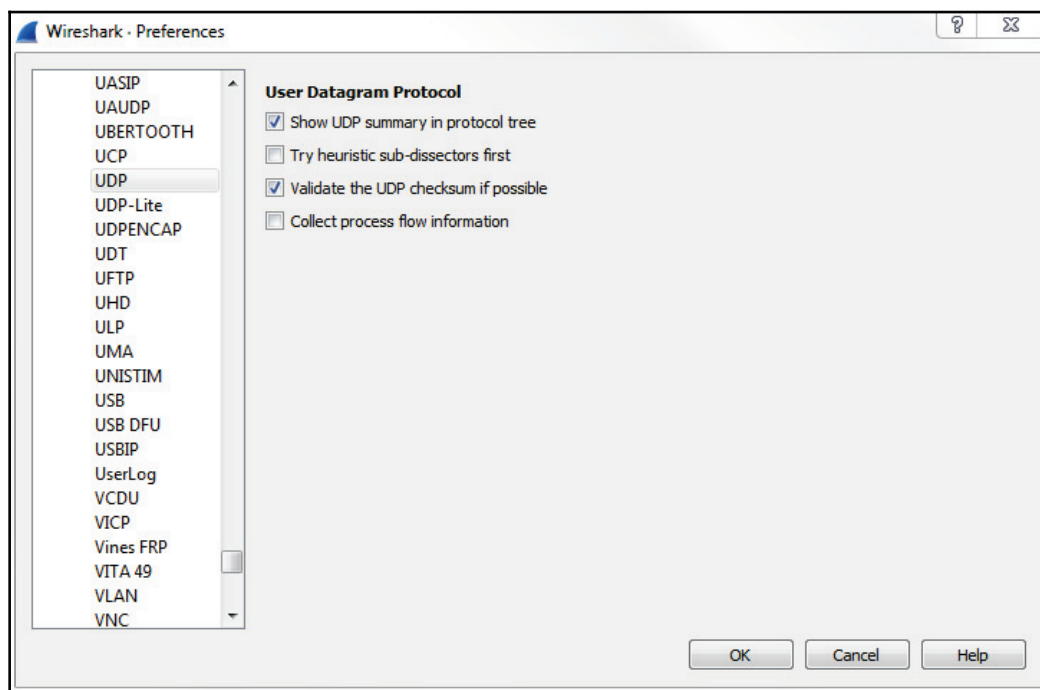 Wireshark · Preferences
UASIP
UAUDP
UBERTOOTH
UCP
UDP
UDP-Lite
UDPENCAP
UDT
UFTP
UHD
ULP
UMA
UNISTIM
USB
USB DFU
USBIP
UserLog
VCDU
VICP
Vines FRP
VITA 49
VLAN
VNC
User Datagram Protocol
Show UDP summary in protocol tree
Try heuristic sub-dissectors first
Validate the UDP checksum if possible
Collect process flow information
OK
Cancel
Help